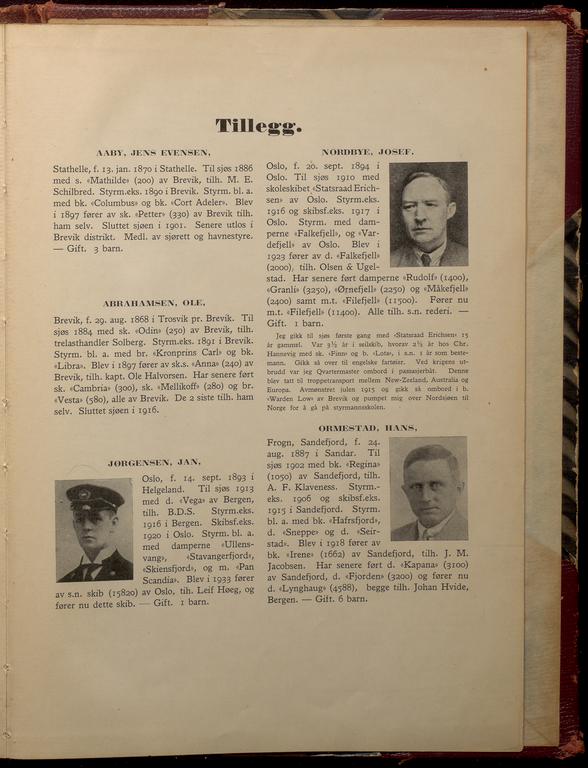 Tillegg.
AABY, JENS EVENSEN,
Stathelle, f. 13. jan. 1870 i Stathelle. Til sjøs 1886
med s. «Mathilde» (200) av Brevik, tilh. M. E.
Schilbred. Styrm.eks. 1890 i Brevik. Styrm. bl. a.
med bk. «Columbus» og bk. «Cort Adeler». Blev
i 1897 fører av sk. «Petter» (330) av Brevik tilh.
ham selv. Sluttet sjøen i 1901. Senere utlos i
Brevik distrikt. Medl. av sjørett og havnestyre.
— Gift. 3 barn.
ABRAHAMSEN, OLE,
Brevik, f. 29. aug. 1868 i Trosvik pr. Brevik. Til
sjøs 1884 med sk. «Odin» (250) av Brevik, tilh.
trelasthandler Solberg. Styrm.eks. 1891 i Brevik.
Styrm. bl. a. med br. «Kronprins Carl» og bk.
«Libra». Blev i 1897 fører av sk.s. «Anna» (240) av
Brevik, tilh. kapt. Ole Halvorsen. Har senere ført
sk. «Cambria» (300), sk. «Mellikoff» (280) og br.
«Vesta» (580), alle av Brevik. De 2 siste tilh. ham
selv. Sluttet sjøen i 1916.
JØRGENSEN, JAN,
Oslo, f. 14. sept. 1893 i
Helgeland. Til sjøs 1913
med d. «Vega» av Bergen,
tilh. B.D.S. Styrm.eks.
1916 i Bergen. Skibsf.eks.
1920 i Oslo. Styrm. bl. a.
med damperne «Ullens-
vang», «Stavangerfjord»,
«Skiensfjord», og m. «Pan
Scandia». Blev i 1933 fører
av s.n. skib (15820) av Oslo, tilh. Leif Høeg, og
fører nu dette skib. — Gift. 1 barn.
NORDBYE, JOSEF,
Oslo, f. 20. sept. 1894 i
Oslo. Til sjøs 1910 med
skoleskibet «Statsraad Erich-
sen» av Oslo. Styrm.eks.
1916 og skibsf.eks. 1917 i
Oslo. Styrm. med dam-
perne «Falkefjell», og «Var-
defjell» av Oslo. Blev i
1923 fører av d. «Falkefjell»
(2000), tilh. Olsen & Ugel-
stad. Har senere ført damperne «Rudolf» (1400),
«Granli» (3250), «Ørnefjell» (2250) og «Måkefjell»
(2400) samt m.t. «Filefjell» (11500). Fører nu
m.t. «Filefjell» (11400). Alle tilh. s.n. rederi. —
Gift. 1 barn.
Jeg gikk til sjøs første gang med «Statsraad Erichsen» 15
år gammel. Var 3½ år i seilskib, hvorav 2½ år hos Chr.
Hannevig med sk. «Finn» og b. «Lota», i s.n. 1 år som beste-
mann. Gikk så over til engelske fartøier. Ved krigens ut-
brudd var jeg Qvartermaster ombord i passasjerbåt. Denne
blev tatt til troppetransport mellem New-Zeeland, Australia og
Europa. Avmønstret julen 1915 og gikk så ombord i b.
«Warden Low» av Brevik og pumpet mig over Nordsjøen til
Norge for å gå på styrmannsskolen.
ORMESTAD, HANS,
Frogn, Sandefjord, f. 24.
aug. 1887 i Sandar. Til
sjøs 1902 med bk. «Regina»
(1050) av Sandefjord, tilh.
A. F. Klaveness. Styrm.-
eks. 1906 og skibsf.eks.
1915 i Sandefjord. Styrm.
bl. a. med bk. «Hafrsfjord»,
d. «Sneppe» og d. «Seir-
stad». Blev i 1918 fører av
bk. «Irene» (1662) av Sandefjord, tilh. J. M.
Jacobsen. Har senere ført d. «Kapana» (3100)
av Sandefjord, d. «Fjorden» (3200) og fører nu
d. «Lynghaug» (4588), begge tilh. Johan Hvide,
Bergen. — Gift. 6 barn.